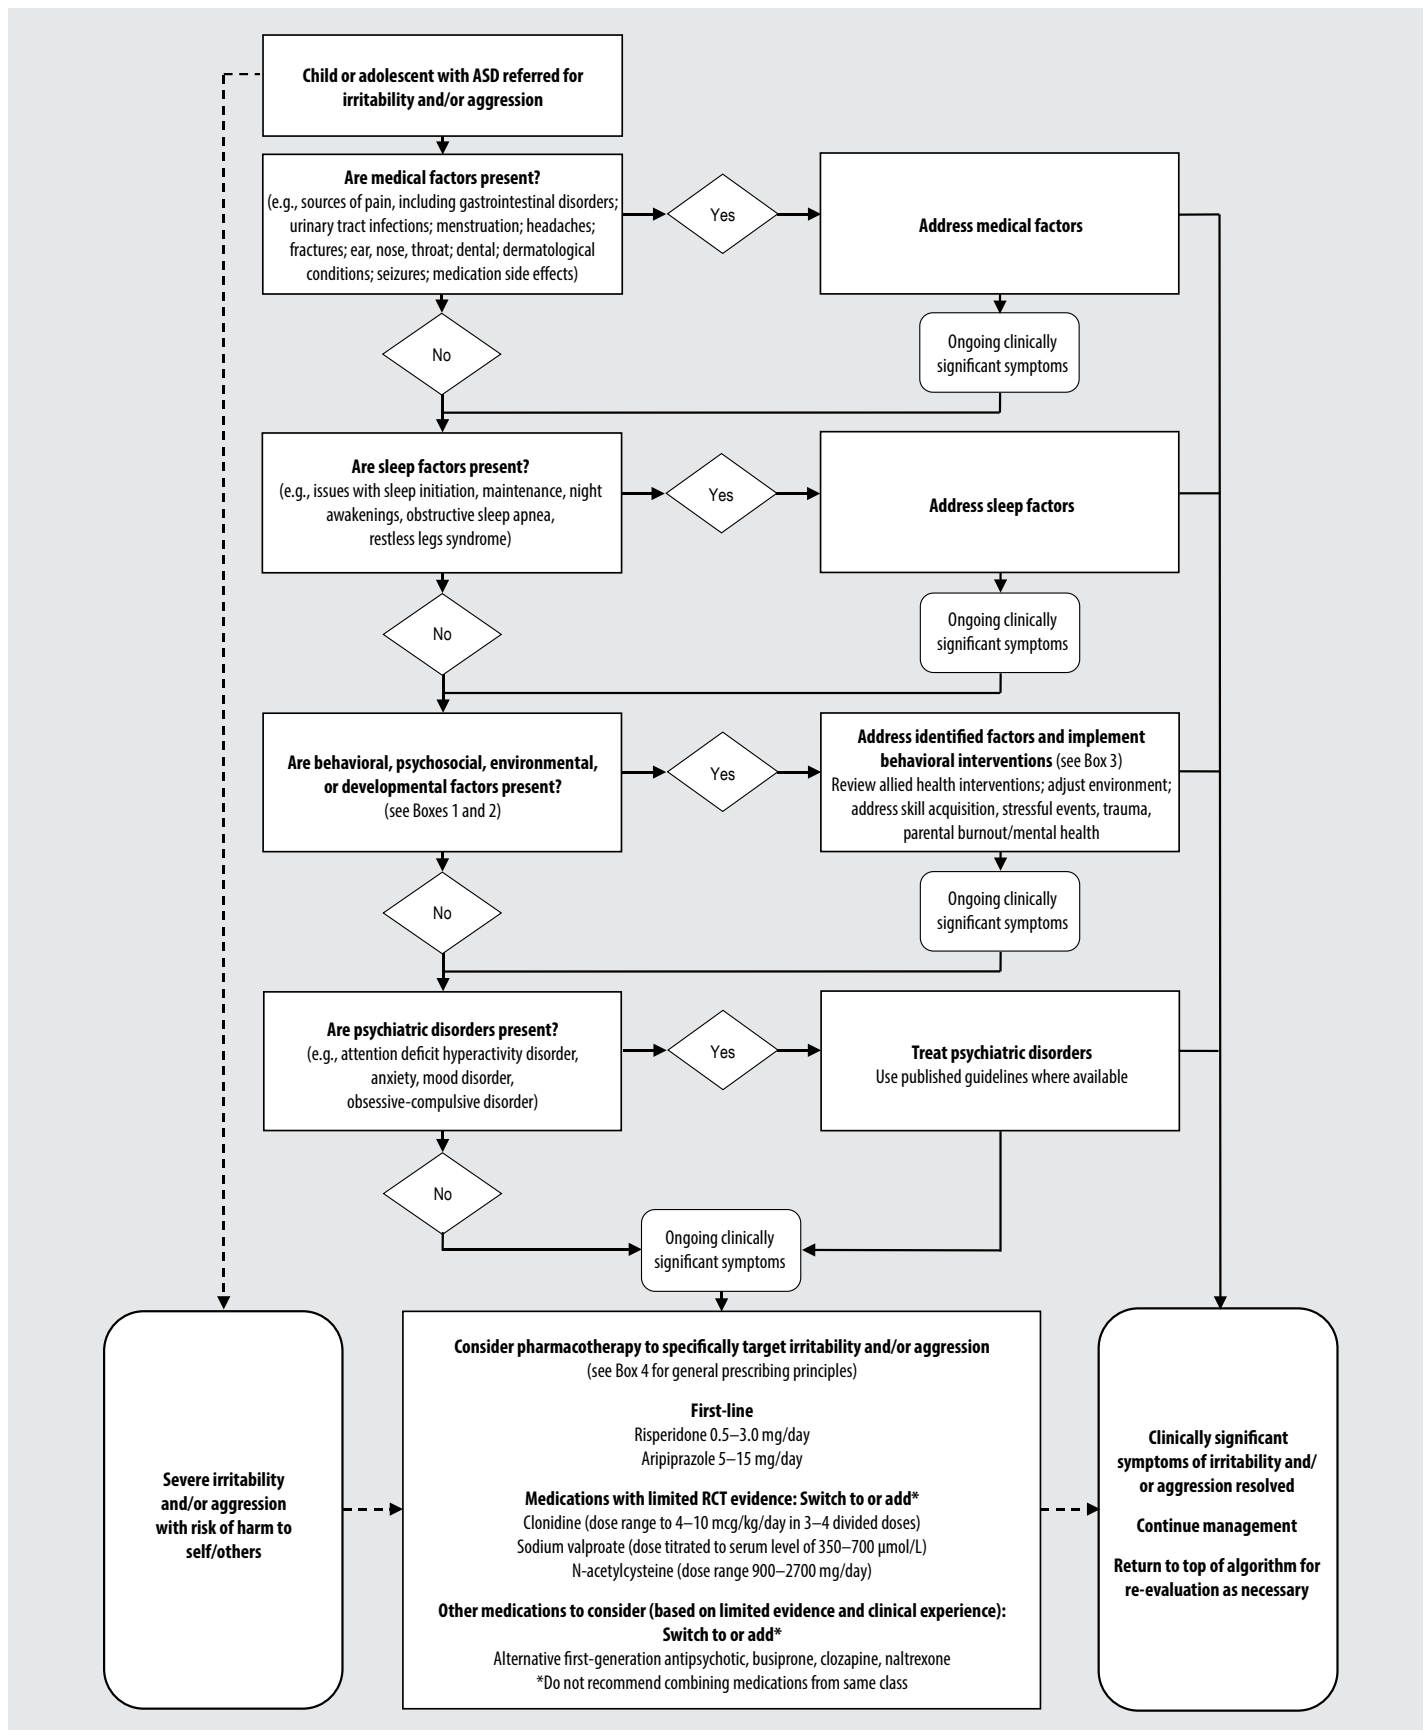 Child or adolescent with ASD referred for
irritability and/or aggression
Are medical factors present?
(e.g., sources of pain, including gastrointestinal disorders;
urinary tract infections; menstruation; headaches;
fractures; ear, nose, throat; dental; dermatological
conditions; seizures; medication side effects)
Yes
Address medical factors
No
Ongoing clinically
significant symptoms
Are sleep factors present?
(e.g., issues with sleep initiation, maintenance, night
awakenings, obstructive sleep apnea,
restless legs syndrome)
Yes
Address sleep factors
No
Ongoing clinically
significant symptoms
Are behavioral, psychosocial, environmental,
or developmental factors present?
(see Boxes 1 and 2)
Yes
Address identified factors and implement
behavioral interventions (see Box 3)
Review allied health interventions; adjust environment;
address skill acquisition, stressful events, trauma,
parental burnout/mental health
No
Ongoing clinically
significant symptoms
Are psychiatric disorders present?
(e.g., attention deficit hyperactivity disorder,
anxiety, mood disorder,
obsessive-compulsive disorder)
Yes
Treat psychiatric disorders
Use published guidelines where available
No
Ongoing clinically
significant symptoms
Severe irritability
and/or aggression
with risk of harm to
self/others
Consider pharmacotherapy to specifically target irritability and/or aggression
(see Box 4 for general prescribing principles)
First-line
Risperidone 0.5–3.0 mg/day
Aripiprazole 5–15 mg/day
Medications with limited RCT evidence: Switch to or add*
Clonidine (dose range to 4–10 mcg/kg/day in 3–4 divided doses)
Sodium valproate (dose titrated to serum level of 350–700 µmol/L)
N-acetylcysteine (dose range 900–2700 mg/day)
Other medications to consider (based on limited evidence and clinical experience):
Switch to or add*
Alternative first-generation antipsychotic, busiprone, clozapine, naltrexone
*Do not recommend combining medications from same class
Clinically significant
symptoms of irritability and/
or aggression resolved
Continue management
Return to top of algorithm for
re-evaluation as necessary